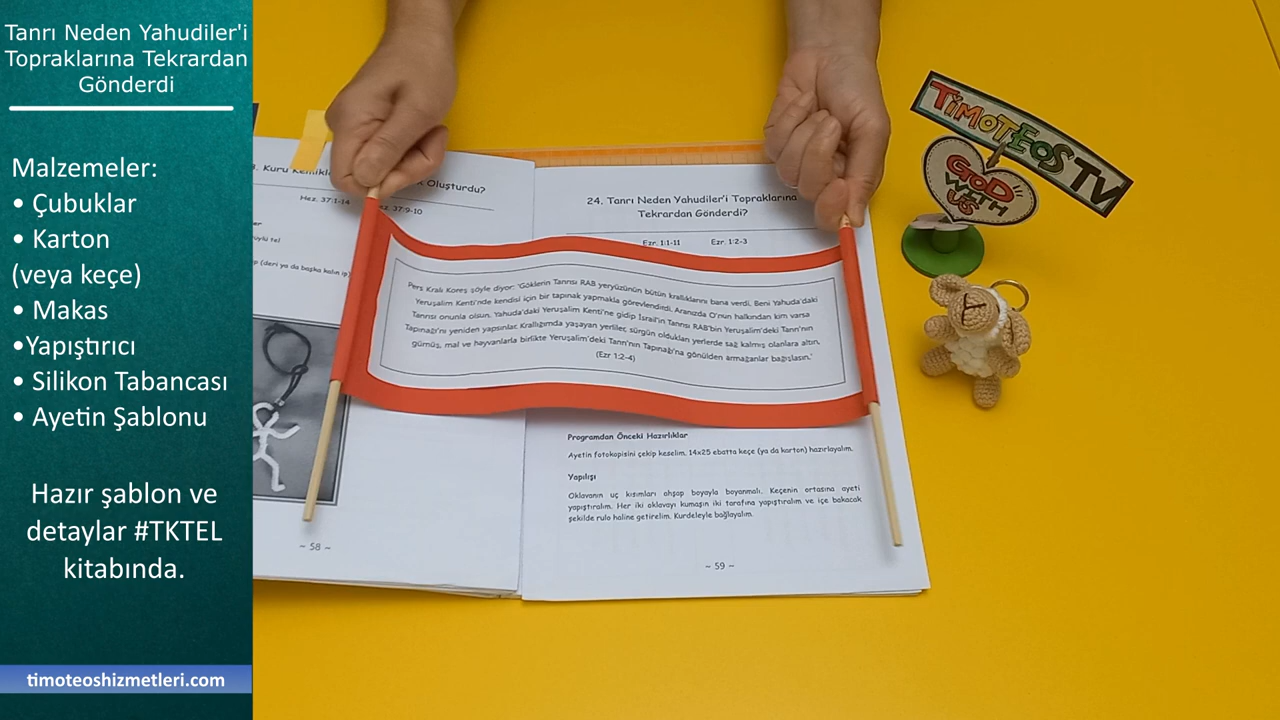 Tanrı Neden Yahudiler'i
Topraklarına Tekrardan
Gönderdi
Malzemeler:
• Çubuklar
• Karton
(veya keçe)
• Makas
•Yapıştırıcı
• Silikon Tabancası
• Ayetin Şablonu
Hazır şablon ve
detaylar #TKTEL
kitabında.
timoteoshizmetleri.com
Kuru
Oluşturdu?
Hez. 37:1-14
37:9-10
(deri ya da başka kalın ip)
~ 58 ~
24. Tanrı Neden Yahudiler'i Topraklarına
Tekrardan Gönderdi?
Ezr. 1:1-11 Ezr. 1:2-3
Pers Kralı Koreş şöyle diyor: 'Göklerin Tanrısı RAB yeryüzünün bütün krallıklarını bana verdi. Beni Yahuda'daki
Yeruşalim Kenti'nde kendisi için bir tapınak yapmakla görevlendirdi. Aranızda O'nun halkından kim varsa
Tanrısı onunla olsun. Yahuda'daki Yeruşalim Kenti'ne gidip İsrail'in Tanrısı RAB'bin Yeruşalim'deki Tanrı'nın
Tapınağı'nı yeniden yapsınlar. Krallığımda yaşayan yerliler, sürgün oldukları yerlerde sağ kalmış olanlara altın,
gümüş, mal ve hayvanlarla birlikte Yeruşalim'deki Tanrı'nın Tapınağı'na gönülden armağanlar bağışlasın.'
(Ezr 1:2-4)
Programdan Önceki Hazırlıklar
Ayetin fotokopisini çekip keselim, 14x25 ebatta keçe (ya da karton) hazırlayalım.
Yapılışı
Oklavanın uç kısımları ahşap boyayla boyanmalı. Keçenin ortasına ayeti
yapıştıralım. Her iki oklavayı kumaşın iki tarafına yapıştıralım ve içe bakacak
şekilde rulo haline getirelim. Kurdeleyle bağlayalım.
~ 59 ~
TiMOTEOS TV
GOD
WITH
US